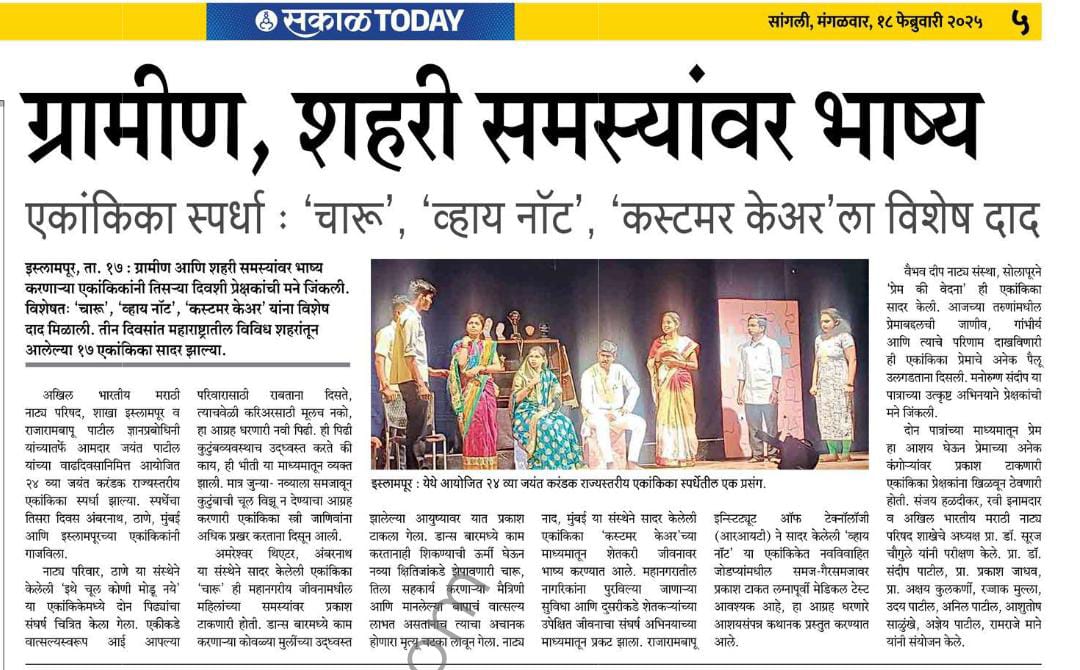 सकाळ TODAY
सांगली, मंगळवार, १८ फेब्रुवारी २०२५
५
ग्रामीण, शहरी समस्यांवर भाष्य
एकांकिका स्पर्धा : ‘चारू’, ‘व्हाय नॉट’, ‘कस्टमर केअर’ला विशेष दाद
इस्लामपूर, ता. १७ : ग्रामीण आणि शहरी समस्यांवर भाष्य
करणाऱ्या एकांकिकांनी तिसऱ्या दिवशी प्रेक्षकांची मने जिंकली.
विशेषतः ‘चारू’, ‘व्हाय नॉट’, ‘कस्टमर केअर’ यांना विशेष
दाद मिळाली. तीन दिवसांत महाराष्ट्रातील विविध शहरांतून
आलेल्या १७ एकांकिका सादर झाल्या.
अखिल भारतीय मराठी
नाट्य परिषद, शाखा इस्लामपूर व
राजारामबापू पाटील ज्ञानप्रबोधिनी
यांच्यातर्फे आमदार जयंत पाटील
यांच्या वाढदिवसानिमित्त आयोजित
२४ व्या जयंत करंडक राज्यस्तरीय
एकांकिका स्पर्धा झाल्या. स्पर्धेचा
तिसरा दिवस अंबरनाथ, ठाणे, मुंबई
आणि इस्लामपूरच्या एकांकिकांनी
गाजविला.
नाट्य परिवार, ठाणे या संस्थेने
केलेली ‘इथे चूल कोणी मोडू नये’
या एकांकिकेमध्ये दोन पिढ्यांचा
संघर्ष चित्रित केला गेला. एकीकडे
वात्सल्यस्वरूप आई आपल्या
परिवारासाठी राबताना दिसते,
त्याचवेळी करिअरसाठी मूलच नको,
हा आग्रह धरणारी नवी पिढी. ही पिढी
कुटुंबव्यवस्थाच उद्ध्वस्त करते की
काय, ही भीती या माध्यमातून व्यक्त
झाली. मात्र जुन्या- नव्याला समजावून
कुटुंबाची चूल विझू न देण्याचा आग्रह
करणारी एकांकिका स्त्री जाणिवांना
अधिक प्रखर करताना दिसून आली.
अमरेश्वर थिएटर, अंबरनाथ
या संस्थेने सादर केलेली एकांकिका
‘चारू’ ही महानगरीय जीवनामधील
महिलांच्या समस्यांवर प्रकाश
टाकणारी होती. डान्स बारमध्ये काम
करणाऱ्या कोवळ्या मुलींच्या उद्ध्वस्त
इस्लामपूर : येथे आयोजित २४ व्या जयंत करंडक राज्यस्तरीय एकांकिका स्पर्धेतील एक प्रसंग.
झालेल्या आयुष्यावर यात प्रकाश
टाकला गेला. डान्स बारमध्ये काम
करतानाही शिकण्याची ऊर्मी घेऊन
नव्या क्षितिजांकडे झेपावणारी चारू,
तिला सहकार्य करणाऱ्या मैत्रिणी
आणि मानलेल्या वात्सल्य
लाभत असतानाच त्याचा अचानक
होणारा मृत्यू चटका लावून गेला. नाट्य
नाद, मुंबई या संस्थेने सादर केलेली
एकांकिका ‘कस्टमर केअर’च्या
माध्यमातून शेतकरी जीवनावर
भाष्य करण्यात आले. महानगरातील
नागरिकांना पुरविल्या जाणाऱ्या
सुविधा आणि दुसरीकडे शेतकऱ्यांच्या
उपेक्षित जीवनाचा संघर्ष अभिनयाच्या
माध्यमातून प्रकट झाला. राजारामबापू
इन्स्टिट्यूट ऑफ टेक्नॉलॉजी
(आरआयटी) ने सादर केलेली ‘व्हाय
नॉट’ या एकांकिकेत नवविवाहित
जोडप्यांमधील समज-गैरसमजावर
प्रकाश टाकत लग्नापूर्वी मेडिकल टेस्ट
आवश्यक आहे, हा आग्रह धरणारे
आशयसंपन्न कथानक प्रस्तुत करण्यात
आले.
वैभव दीप नाट्य संस्था, सोलापूरने
‘प्रेम की वेदना’ ही एकांकिका
सादर केली. आजच्या तरुणांमधील
प्रेमाबद्दलची जाणीव, गांभीर्य
आणि त्याचे परिणाम दाखविणारी
ही एकांकिका प्रेमाचे अनेक पैलू
उलगडताना दिसली. मनोरुग्ण संदीप या
पात्राच्या उत्कृष्ट अभिनयाने प्रेक्षकांची
मने जिंकली.
दोन पात्रांच्या माध्यमातून प्रेम
हा आशय घेऊन प्रेमाच्या अनेक
कंगोऱ्यांवर प्रकाश टाकणारी
एकांकिका प्रेक्षकांना खिळवून ठेवणारी
होती. संजय हळदीकर, रवी इनामदार
व अखिल भारतीय मराठी नाट्य
परिषद शाखेचे अध्यक्ष प्रा. डॉ. सूरज
चौगुले यांनी परीक्षण केले. प्रा. डॉ.
संदीप पाटील, प्रा. प्रकाश जाधव,
प्रा. अक्षय कुलकर्णी, रज्जाक मुल्ला,
उदय पाटील, अनिल पाटील, आशुतोष
साळुंखे, अज्ञेय पाटील, रामराजे माने
यांनी संयोजन केले.
om